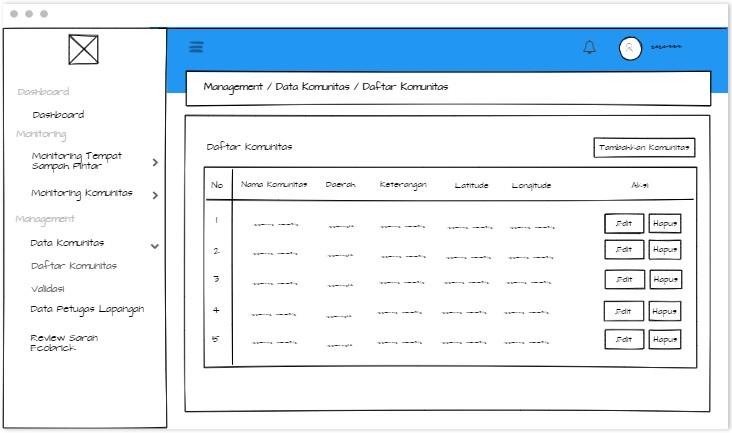 Management / Data Komunitas / Daftar Komunitas
Dashboard
Dashboard
Monitoring
Monitoring Tempat
Sampah Pintar
Monitoring Komunitas
Management
Data Komunitas
Daftar Komunitas
Validasi
Data Petugas Lapangan
Review Sarah
Ecobrick
Daftar Komunitas
Tambahkan Komunitas
No Nama Komunitas Daerah Keterangan Latitude Longitude Aksi
1 Edit Hapus
2 Edit Hapus
3 Edit Hapus
4 Edit Hapus
5 Edit Hapus